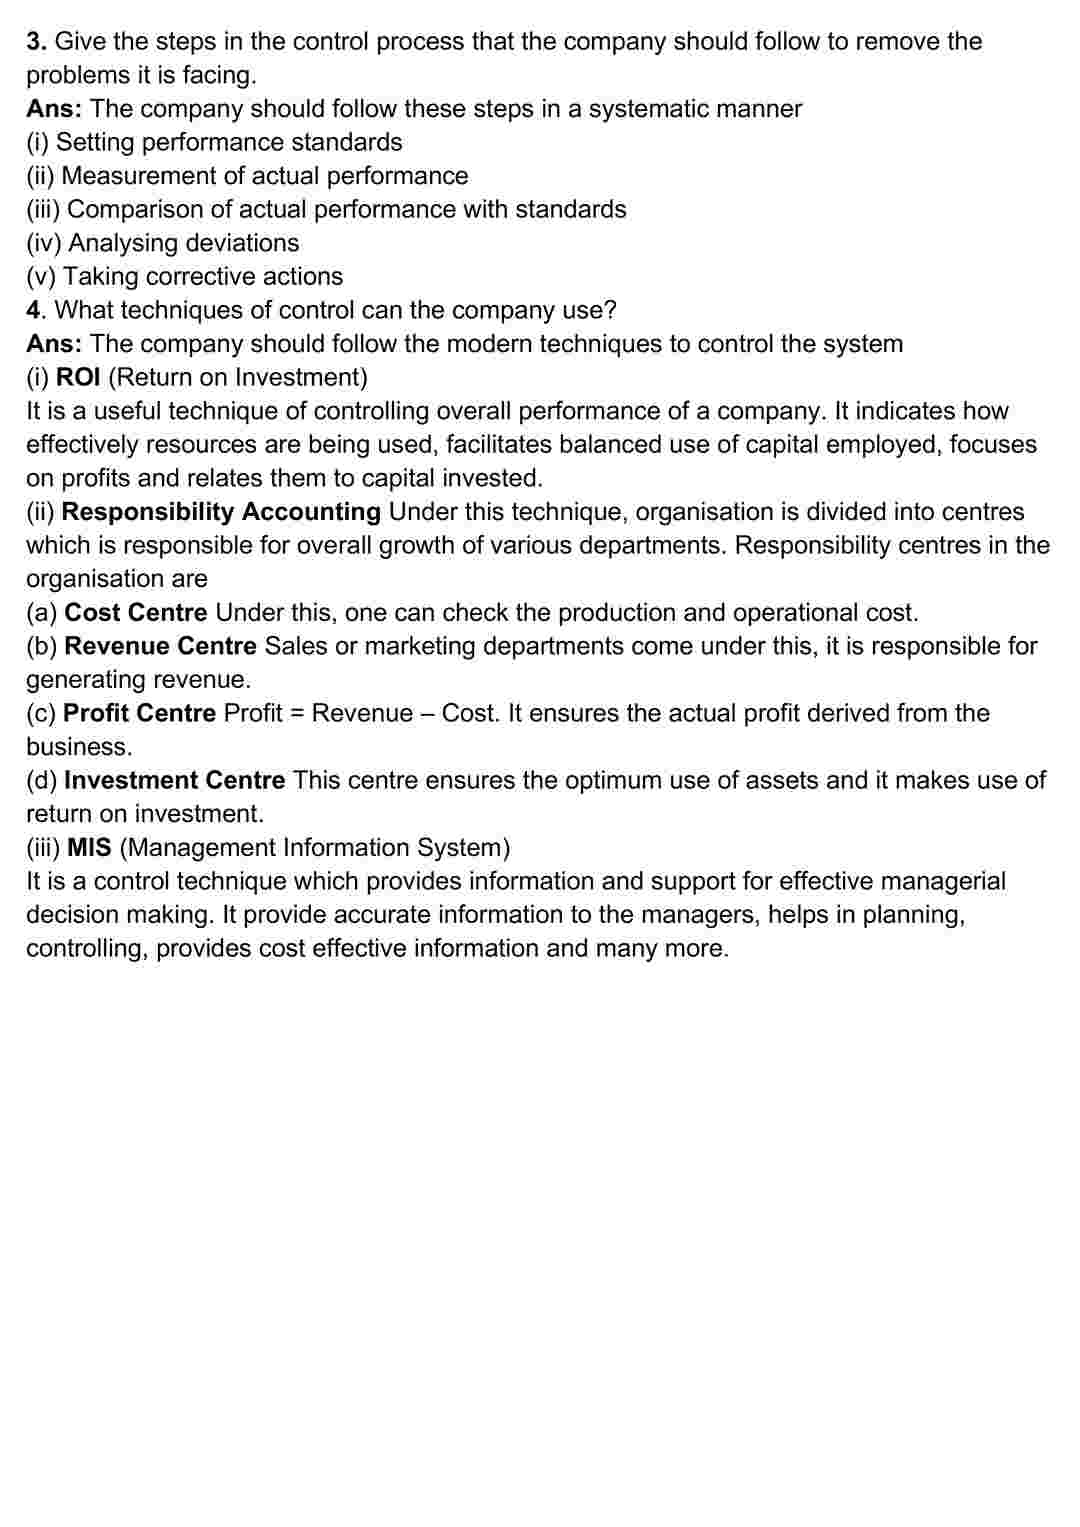 3. Give the steps in the control process that the company should follow to remove the
problems it is facing.
Ans: The company should follow these steps in a systematic manner
(i) Setting performance standards
(ii) Measurement of actual performance
(iii) Comparison of actual performance with standards
(iv) Analysing deviations
(v) Taking corrective actions
4. What techniques of control can the company use?
Ans: The company should follow the modern techniques to control the system
(i) ROI (Return on Investment)
It is a useful technique of controlling overall performance of a company. It indicates how
effectively resources are being used, facilitates balanced use of capital employed, focuses
on profits and relates them to capital invested.
(ii) Responsibility Accounting Under this technique, organisation is divided into centres
which is responsible for overall growth of various departments. Responsibility centres in the
organisation are
(a) Cost Centre Under this, one can check the production and operational cost.
(b) Revenue Centre Sales or marketing departments come under this, it is responsible for
generating revenue.
(c) Profit Centre Profit = Revenue – Cost. It ensures the actual profit derived from the
business.
(d) Investment Centre This centre ensures the optimum use of assets and it makes use of
return on investment.
(iii) MIS (Management Information System)
It is a control technique which provides information and support for effective managerial
decision making. It provide accurate information to the managers, helps in planning,
controlling, provides cost effective information and many more.